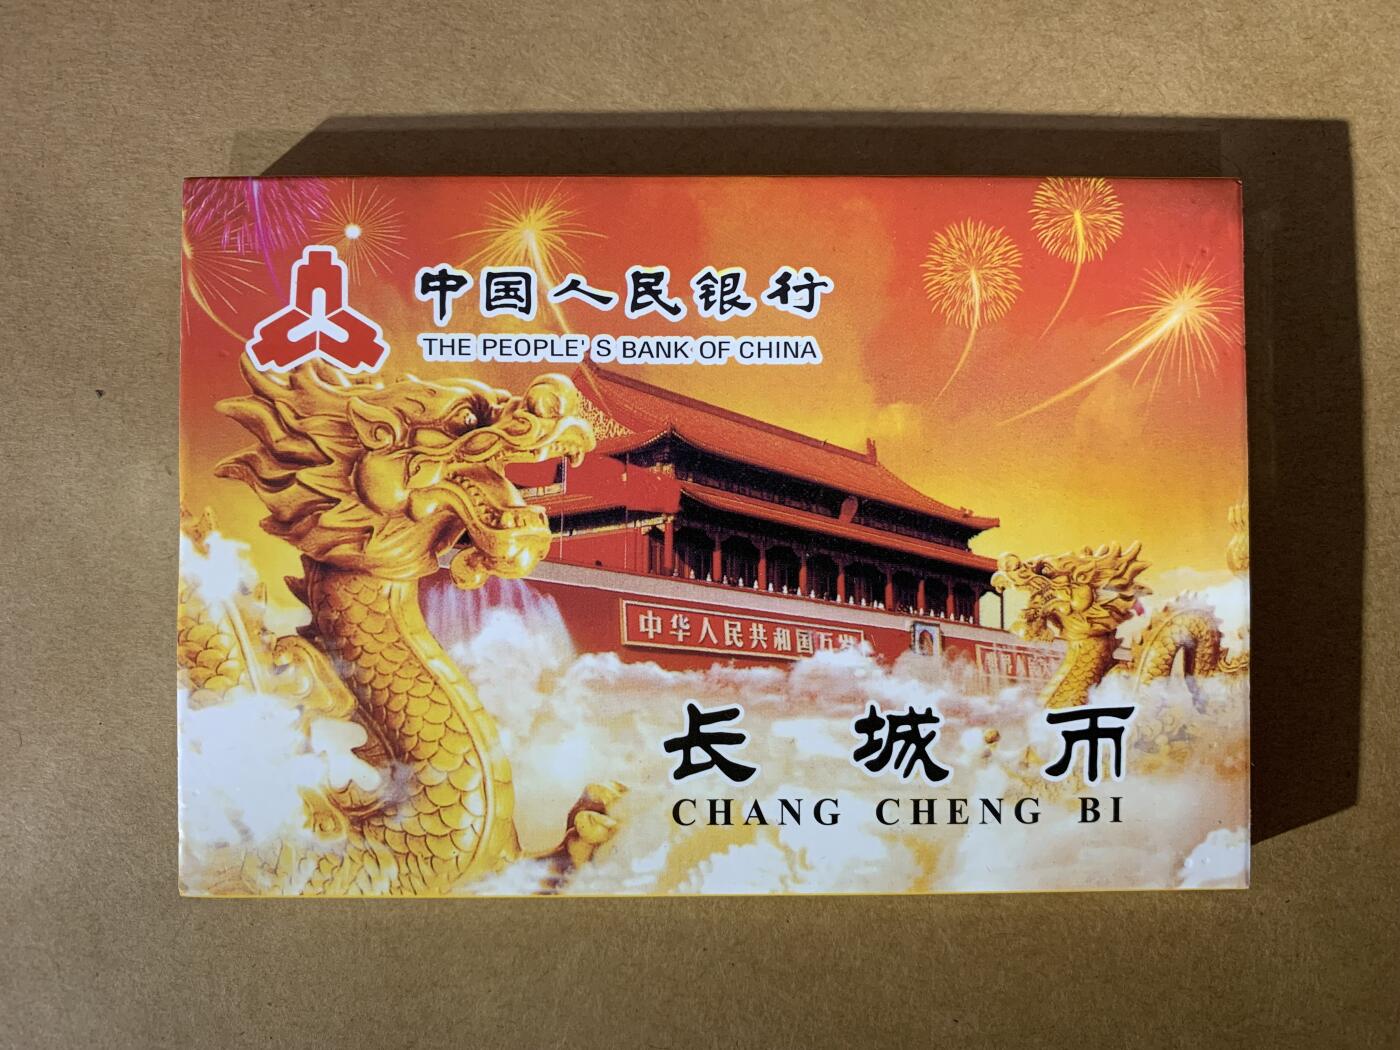 中国人民银行
THE PEOPLE' S BANK OF CHINA
中华人民共和国万岁
长城币
CHANG CHENG BI